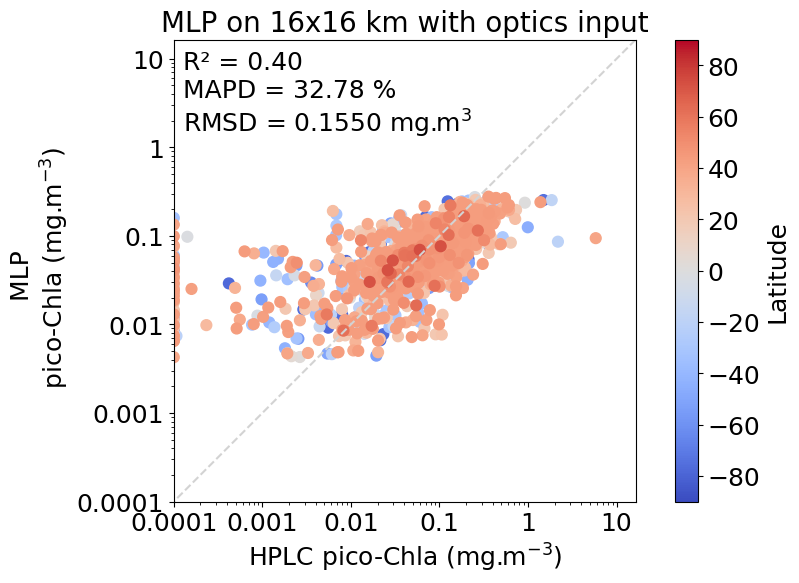 MLP on 16x16 km with optics input
R² = 0.40
MAPD = 32.78 %
RMSD = 0.1550 mg.m³
MLP
pico-Chla (mg.m⁻³)
10
1
0.1
0.01
0.001
0.0001
0.0001 0.001 0.01 0.1 1 10
HPLC pico-Chla (mg.m⁻³)
80
60
40
20
0
−20
−40
−60
−80
Latitude